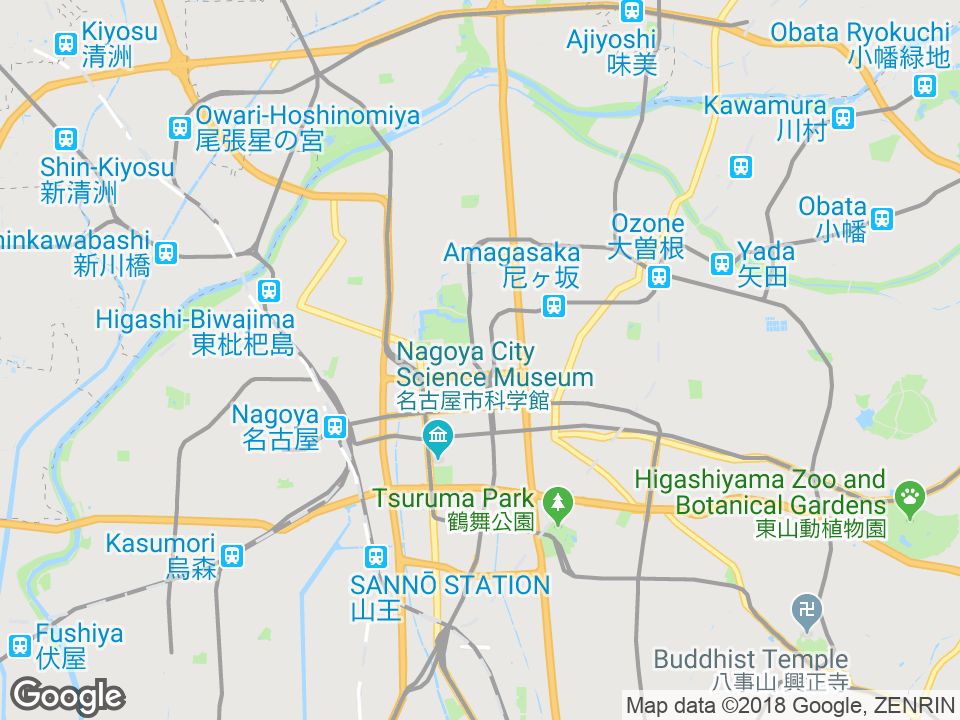 Kiyosu
清洲
Ajiyoshi
味美
Obata Ryokuchi
小幡緑地
Owari-Hoshinomiya
尾張星の宮
Kawamura
川村
Shin-Kiyosu
新清洲
Obata
小幡
hinkawabashi
新川橋
Ozone
大曽根
Amagasaka
尼ヶ坂
Yada
矢田
Higashi-Biwajima
東枇杷島
Nagoya City
Science Museum
名古屋市科学館
Nagoya
名古屋
Higashiyama Zoo and
Botanical Gardens
東山動植物園
Tsuruma Park
鶴舞公園
Kasumori
烏森
SANNŌ STATION
山王
Fushiya
伏屋
Buddhist Temple
八事山 興正寺
Google
Map data ©2018 Google, ZENRIN